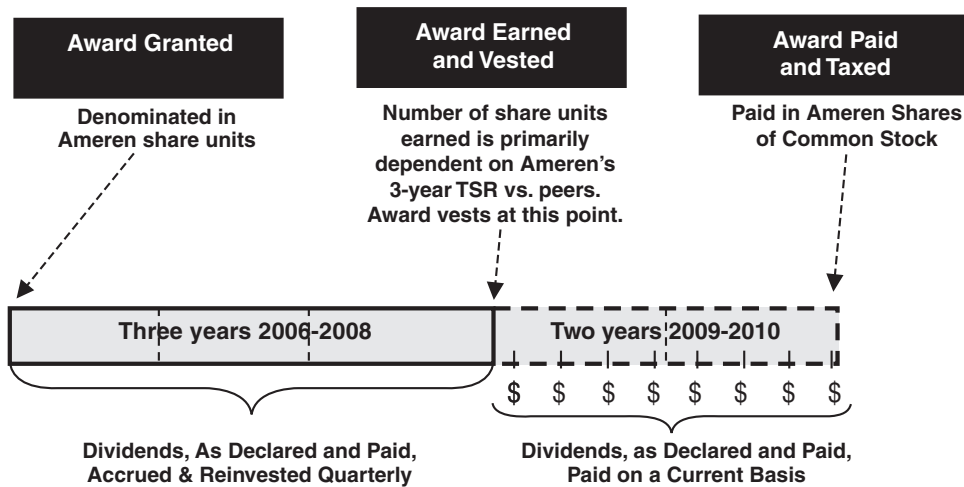 Award Granted
Award Earned
and Vested
Award Paid
and Taxed
Denominated in
Ameren share units
Number of share units
earned is primarily
dependent on Ameren's
3-year TSR vs. peers.
Award vests at this point.
Paid in Ameren Shares
of Common Stock
Three years 2006-2008
Two years 2009-2010
$ $ $ $ $ $ $ $
Dividends, As Declared and Paid,
Accrued & Reinvested Quarterly
Dividends, as Declared and Paid,
Paid on a Current Basis